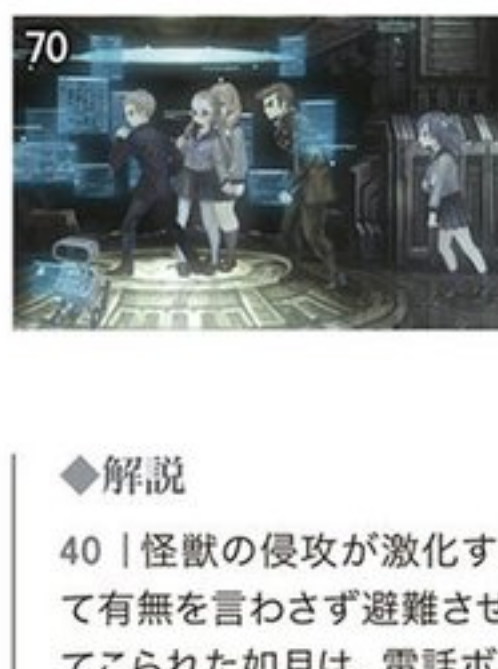 70
◆解説
40 | 怪獣の侵攻が激化す
て有無を言わさず避難させ
てこられた如月は、電話ボ